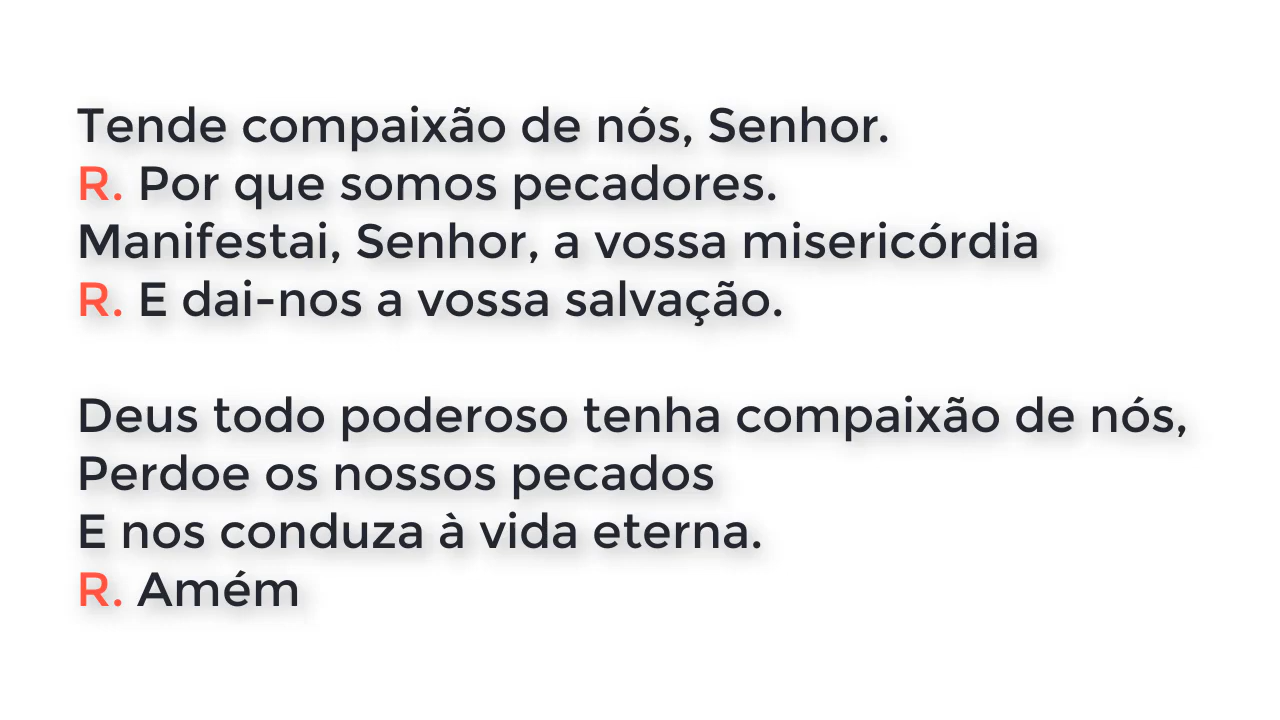 Tende compaixão de nós, Senhor.
R. Por que somos pecadores.
Manifestai, Senhor, a vossa misericórdia
R. E dai-nos a vossa salvação.
Deus todo poderoso tenha compaixão de nós,
Perdoe os nossos pecados
E nos conduza à vida eterna.
R. Amém